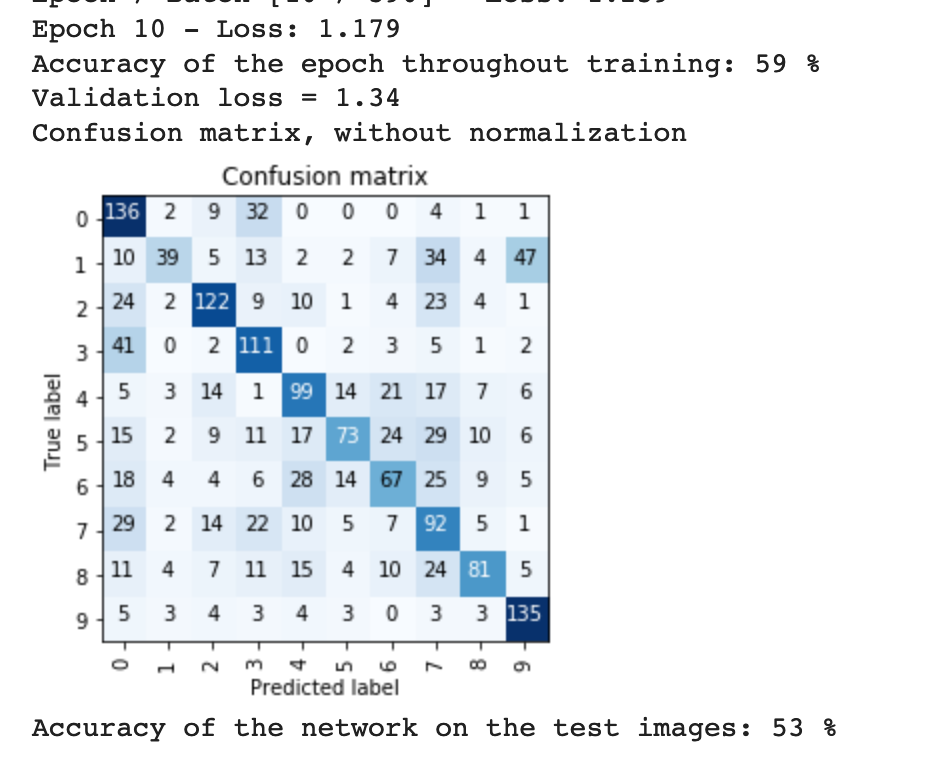 Epoch 10 - Loss: 1.179
Accuracy of the epoch throughout training: 59 %
Validation loss = 1.34
Confusion matrix, without normalization
Confusion matrix
0 136 2 9 32 0 0 0 4 1 1
1 10 39 5 13 2 2 7 34 4 47
2 24 2 122 9 10 1 4 23 4 1
3 41 0 2 111 0 2 3 5 1 2
4 5 3 14 1 99 14 21 17 7 6
5 15 2 9 11 17 73 24 29 10 6
6 18 4 4 6 28 14 67 25 9 5
7 29 2 14 22 10 5 7 92 5 1
8 11 4 7 11 15 4 10 24 81 5
9 5 3 4 3 4 3 0 3 3 135
True label
0 1 2 3 4 5 6 7 8 9
Predicted label
Accuracy of the network on the test images: 53 %